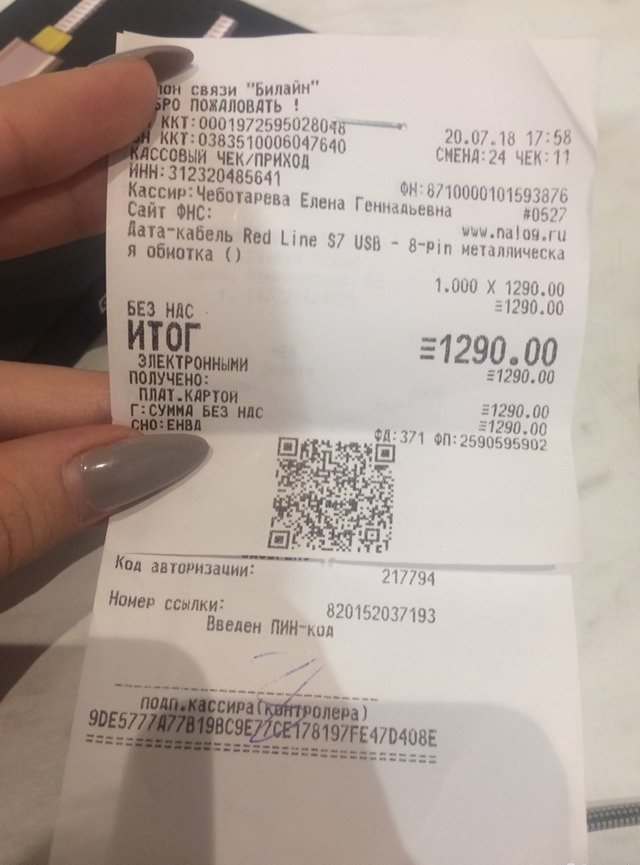 связи "Билайн"
ПОЖАЛОВАТЬ !
ККТ:0001972595028048 20.07.18 17:58
ККТ:0383510006047640 СМЕНА:24 ЧЕК:11
КАССОВЫЙ ЧЕК/ПРИХОД
ИНН:312320485641 ФН:8710000101593876
Кассир:Чеботарева Елена Геннадьевна #0527
Сайт ФНС: www.nalog.ru
Дата-кабель Red Line S7 USB - 8-pin металлическа
я обмотка ()
1.000 X 1290.00
БЕЗ НДС ≡1290.00
ИТОГ ≡1290.00
ЭЛЕКТРОННЫМИ ≡1290.00
ПОЛУЧЕНО:
ПЛАТ.КАРТОЙ ≡1290.00
Г:СУММА БЕЗ НДС ≡1290.00
СНО:ЕНВД ФД:371 ФП:2590595902
Код авторизации: 217794
Номер ссылки: 820152037193
Введен ПИН-код
подп.кассира(контролера)
9DE5777A77B19BC9E77CE178197FE47D408E